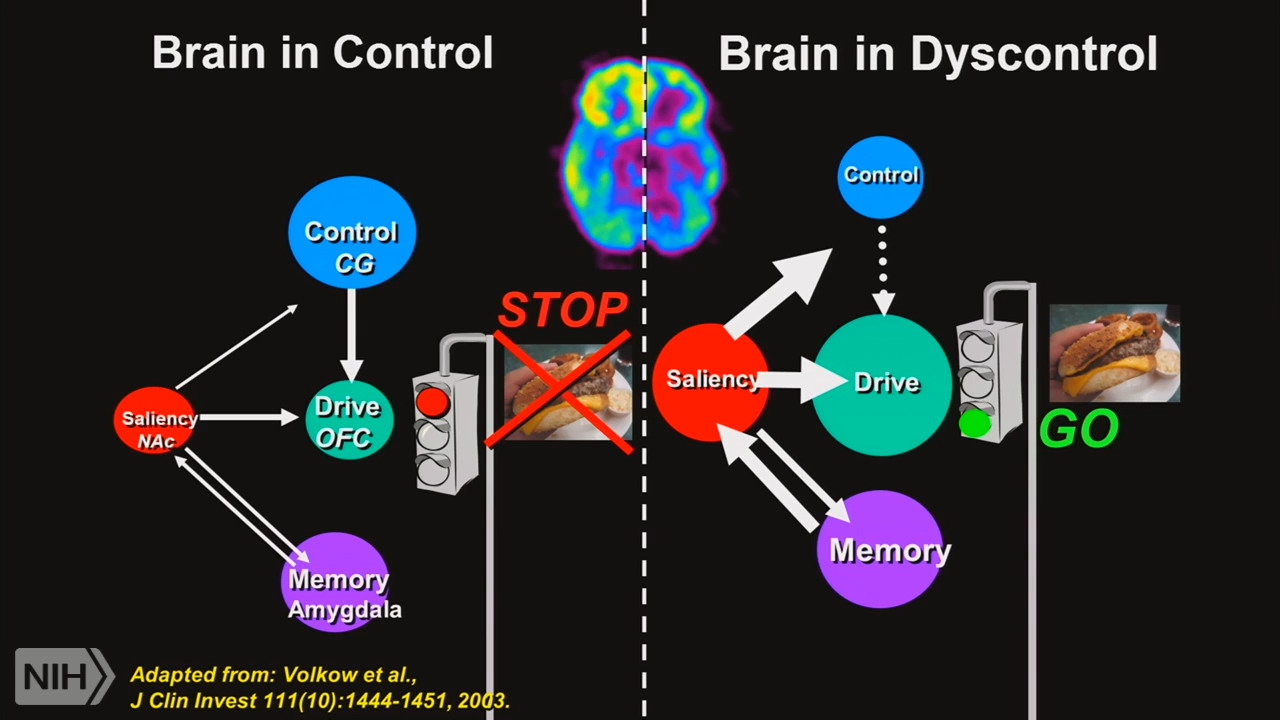 Brain in Control
Control
CG
STOP
Saliency
NAc
Drive
OFC
Memory
Amygdala
Brain in Dyscontrol
Control
Saliency
Drive
GO
Memory
NIH
Adapted from: Volkow et al.,
J Clin Invest 111(10):1444-1451, 2003.